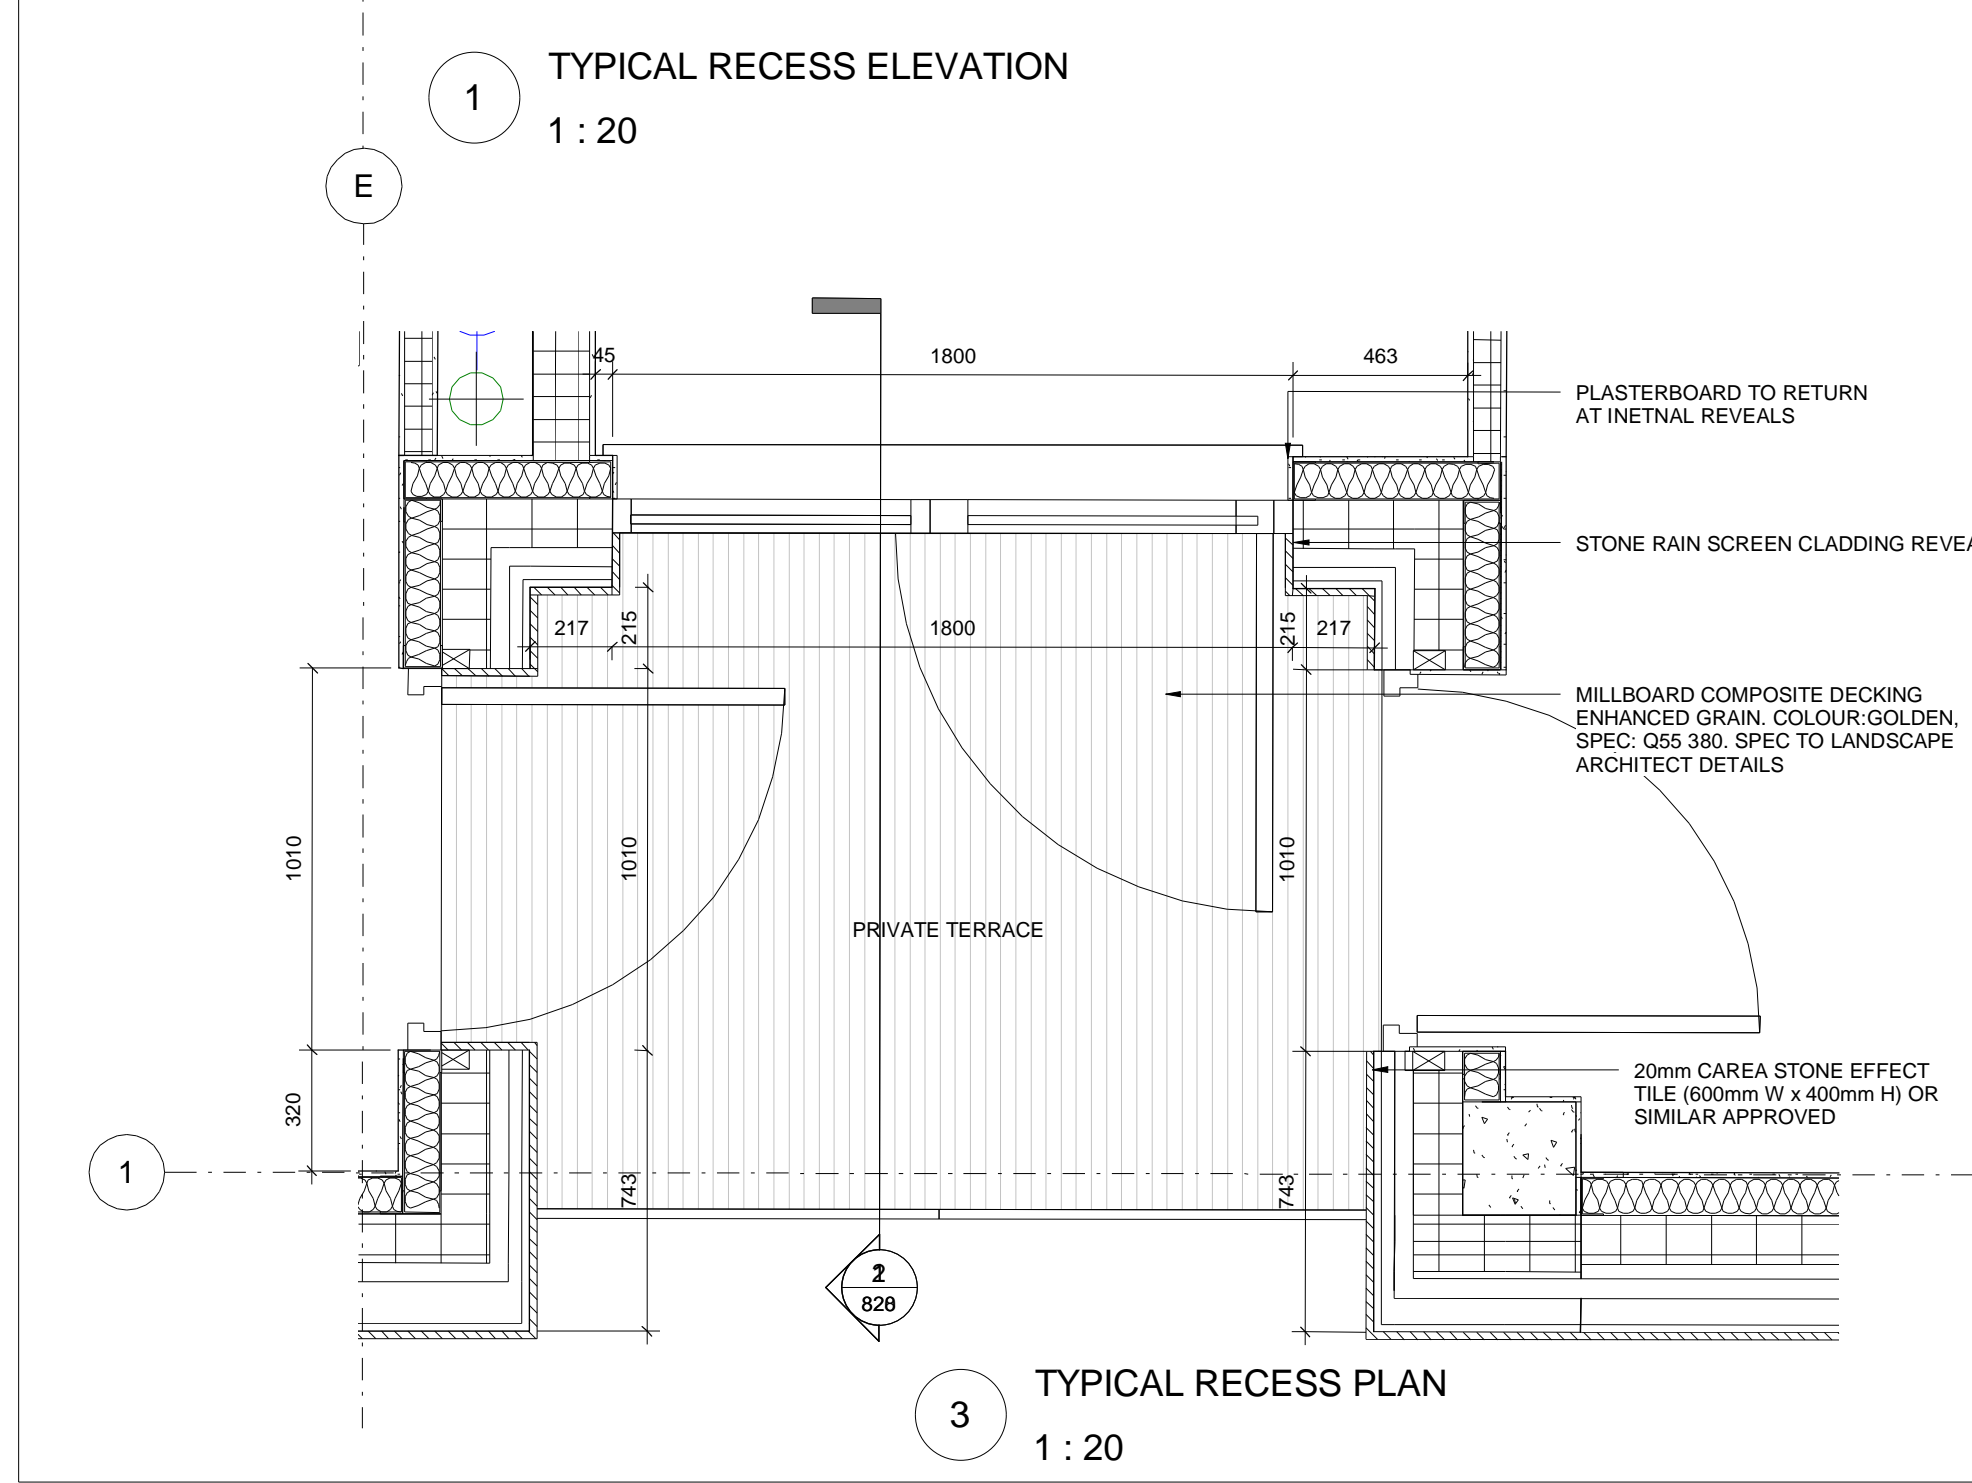 1
TYPICAL RECESS ELEVATION
1 : 20
E
45
1800
463
PLASTERBOARD TO RETURN
AT INETNAL REVEALS
STONE RAIN SCREEN CLADDING
217
215
1800
215
217
MILLBOARD COMPOSITE DECKING
ENHANCED GRAIN. COLOUR:GOLDEN,
SPEC: Q55 380. SPEC TO LANDSCAPE
ARCHITECT DETAILS
1010
1010
1010
PRIVATE TERRACE
320
20mm CAREA STONE EFFECT
TILE (600mm W x 400mm H) OR
SIMILAR APPROVED
1
743
743
3
TYPICAL RECESS PLAN
1 : 20